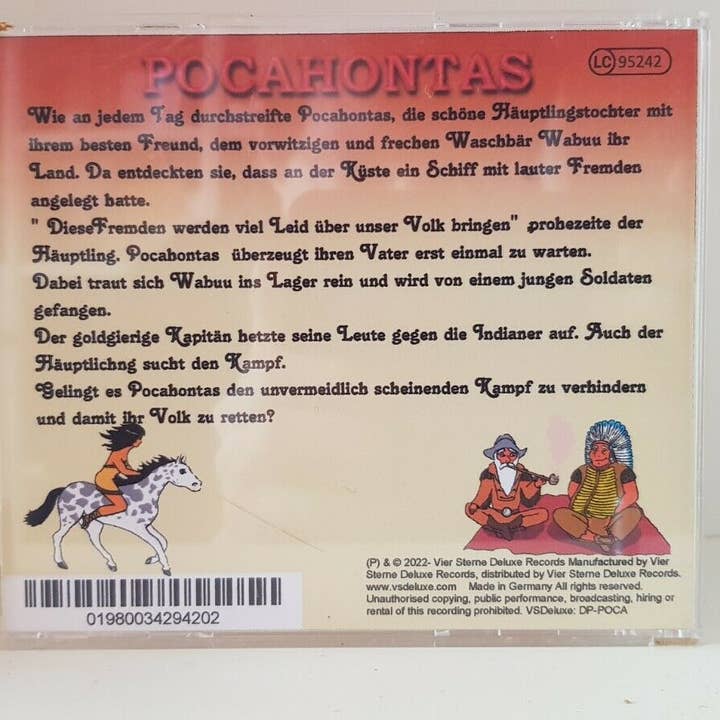 POCAHONTAS
LC 95242
Wie an jedem Tag durchstreifte Pocahontas, die schöne Häuptlingstochter mit
ihrem besten Freund, dem vorwitzigen und frechen Waschbär Wabuu ihr
Land. Da entdeckten sie, dass an der Küste ein Schiff mit lauter Fremden
angelegt hatte.
" DieseFremden werden viel Leid über unser Volk bringen" prohezeite der
Häuptling. Pocahontas überzeugt ihren Vater erst einmal zu warten.
Dabei traut sich Wabuu ins Lager rein und wird von einem jungen Soldaten
gefangen.
Der goldgierige Kapitän hetzte seine Leute gegen die Indianer auf. Auch der
Häuptlichng sucht den Kampf.
Gelingt es Pocahontas den unvermeidlich scheinenden Kampf zu verhindern
und damit ihr Volk zu retten?
(P) & © 2022- Vier Sterne Deluxe Records Manufactured by Vier
Sterne Deluxe Records, distributed by Vier Sterne Deluxe Records.
www.vsdeluxe.com Made in Germany All rights reserved.
Unauthorised copying, public performance, broadcasting, hiring or
rental of this recording prohibited. VSDeluxe: DP-POCA
01980034294202